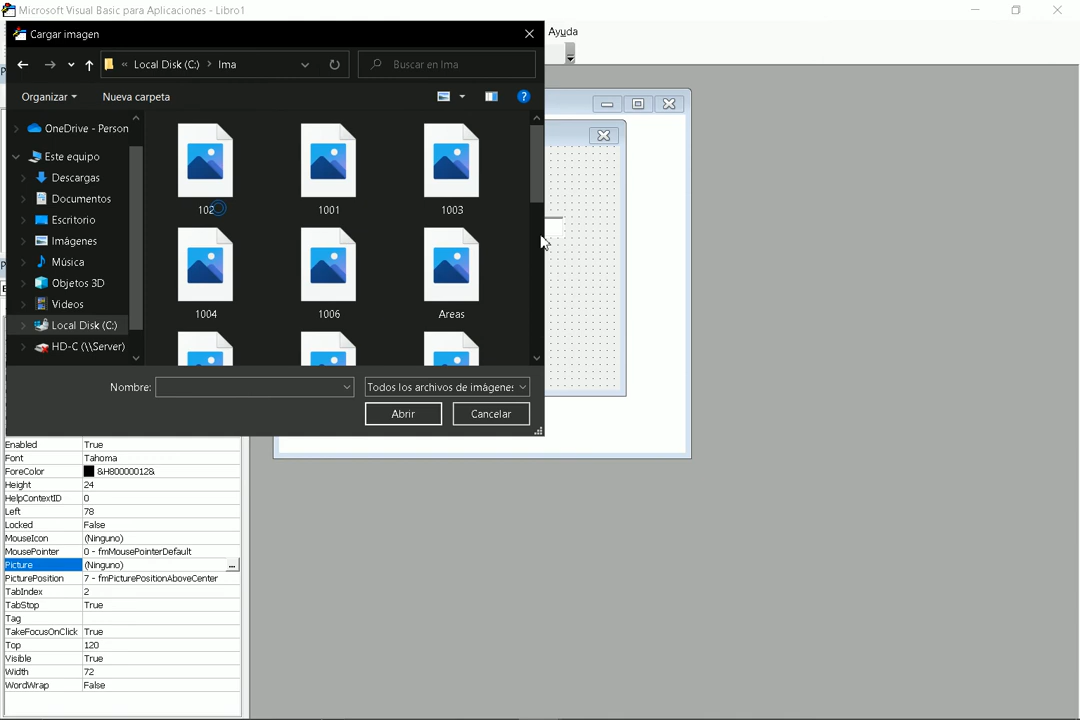 Microsoft Visual Basic para Aplicaciones - Libro1
Cargar imagen
Ayuda
« Local Disk (C:) > Ima
Buscar en Ima
Organizar
Nueva carpeta
OneDrive - Person
Este equipo
Descargas
Documentos
Escritorio
Imágenes
Música
Objetos 3D
Videos
Local Disk (C:)
HD-C (\\Server)
1001
1003
1004
1006
Areas
Nombre:
Todos los archivos de imágenes
Abrir
Cancelar
Enabled True
Font Tahoma
ForeColor &H80000012&
Height 24
HelpContextID 0
Left 78
Locked False
MouseIcon (Ninguno)
MousePointer 0 - fmMousePointerDefault
Picture (Ninguno) ...
PicturePosition 7 - fmPicturePositionAboveCenter
TabIndex 2
TabStop True
Tag
TakeFocusOnClick True
Top 120
Visible True
Width 72
WordWrap False